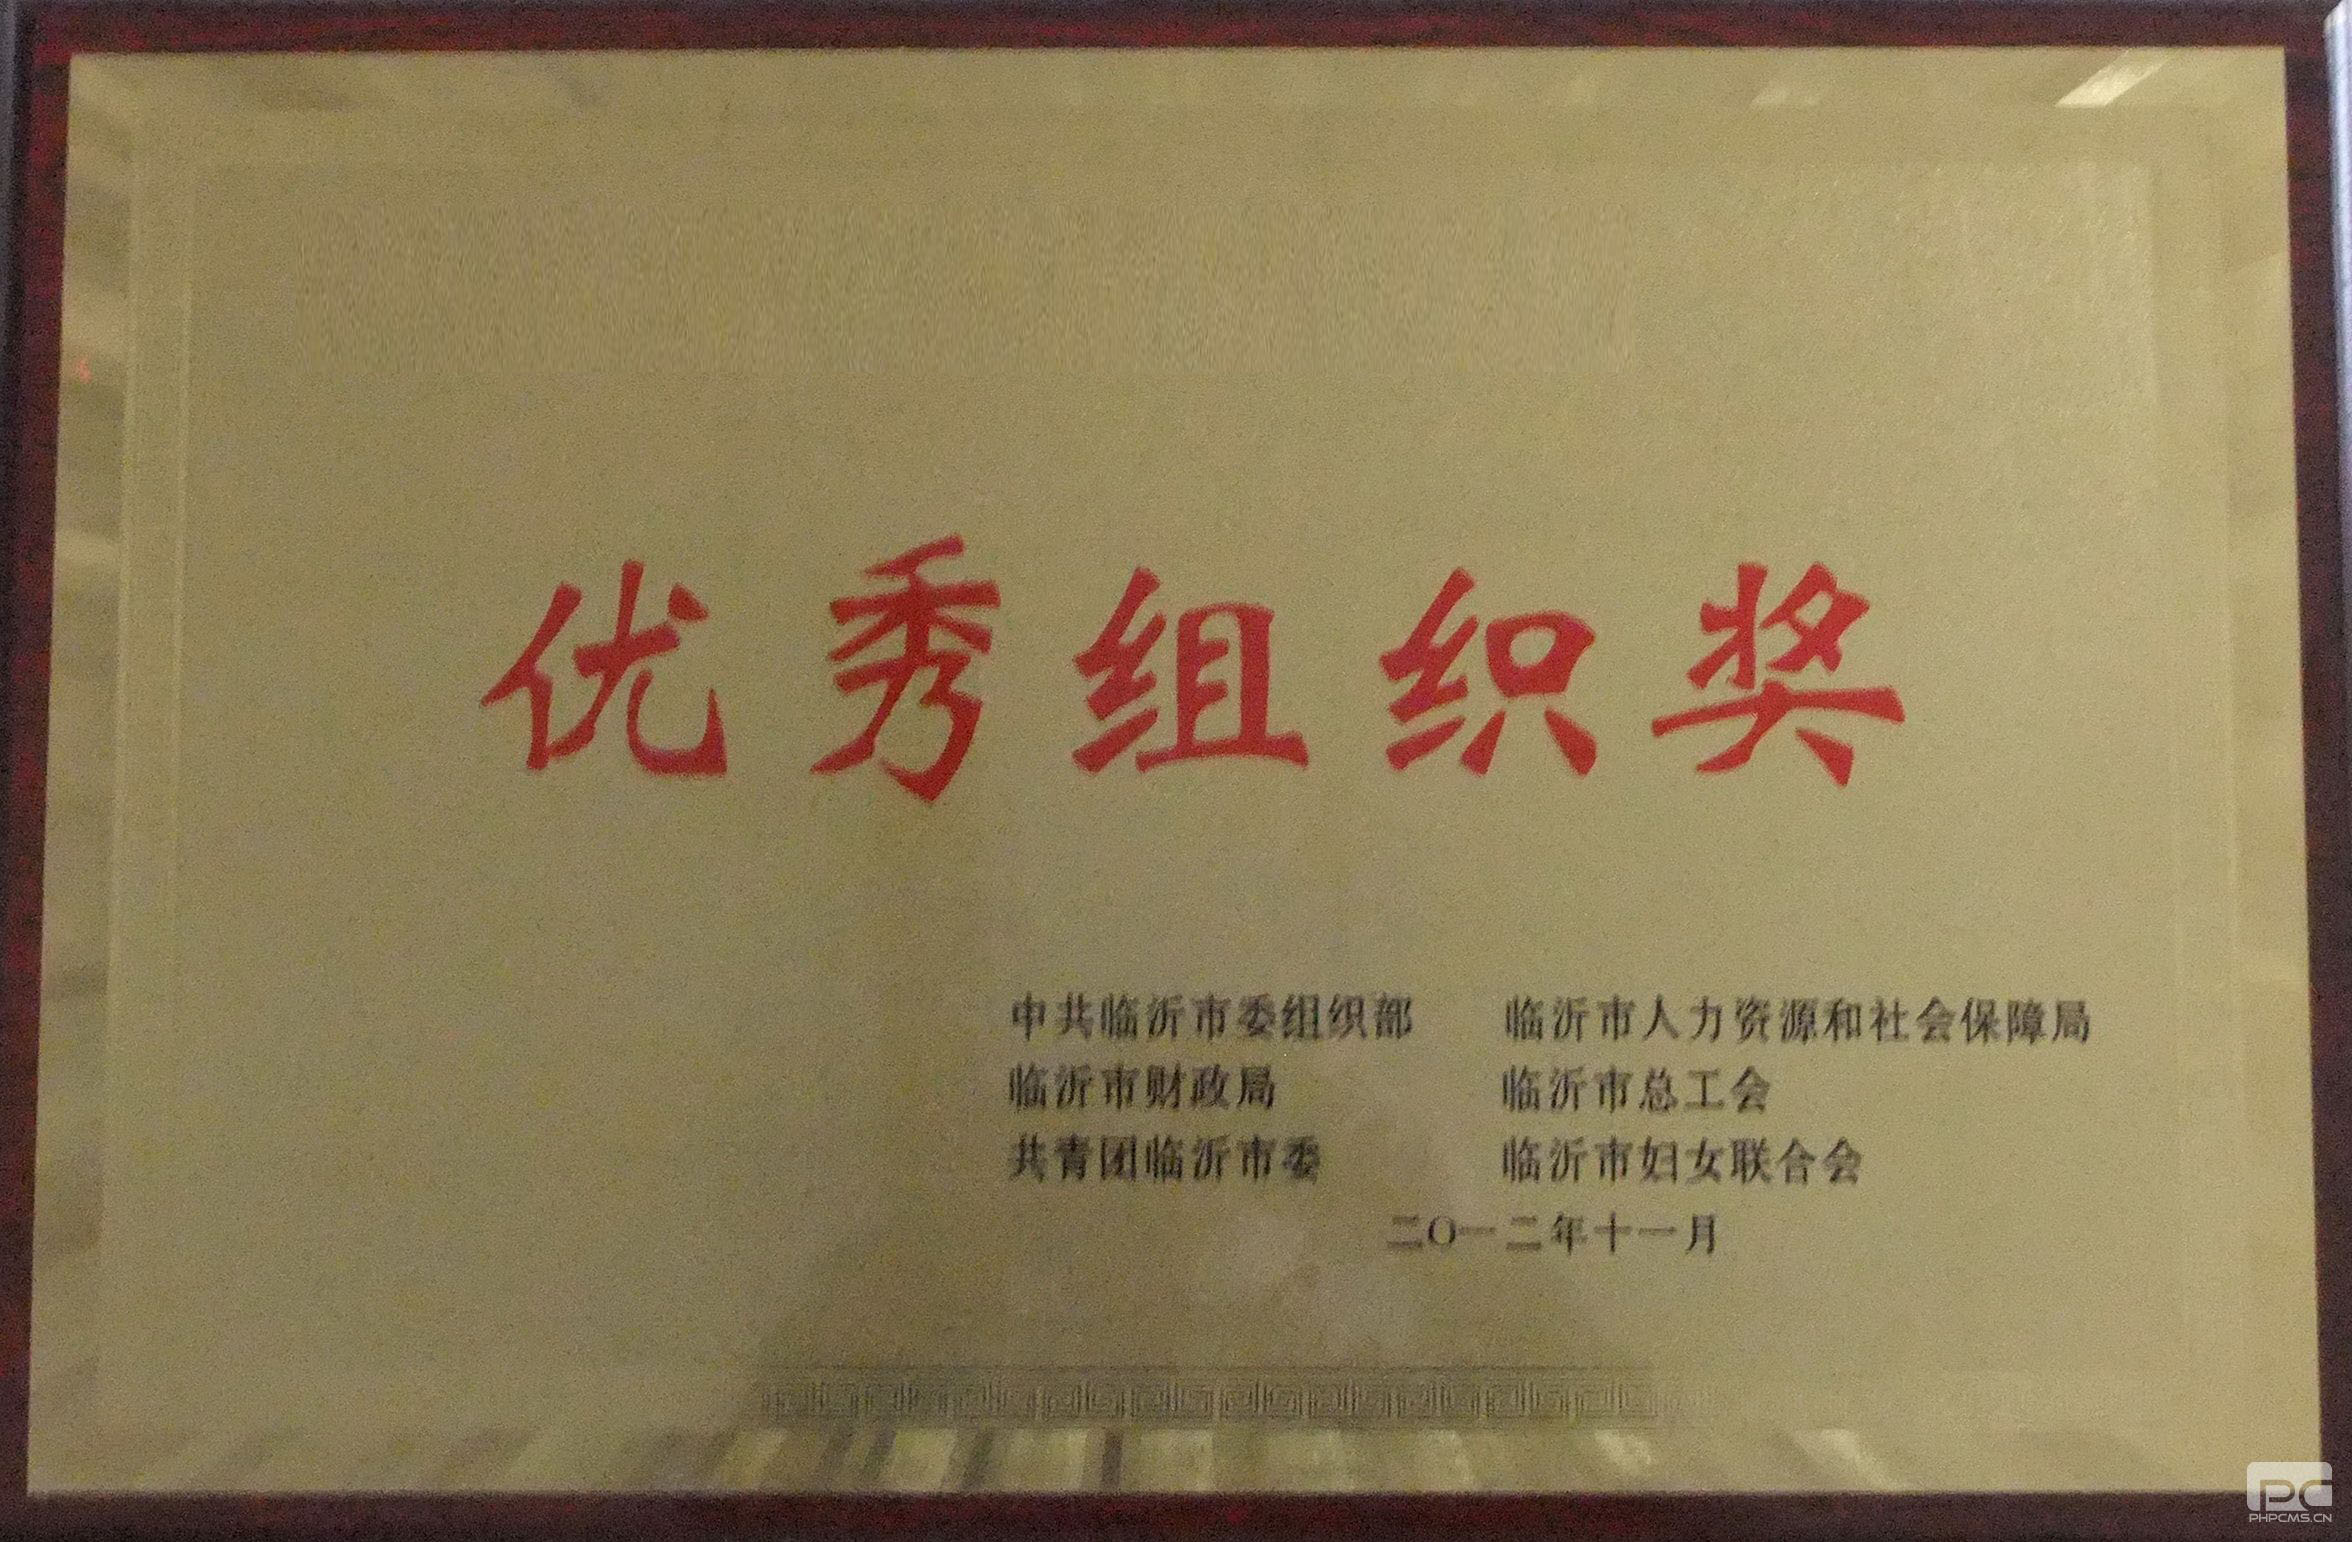 优秀组织奖
中共临沂市委组织部 临沂市人力资源和社会保障局
临沂市财政局 临沂市总工会
共青团临沂市委 临沂市妇女联合会
二〇一二年十一月
PC
PHPCMS.CN